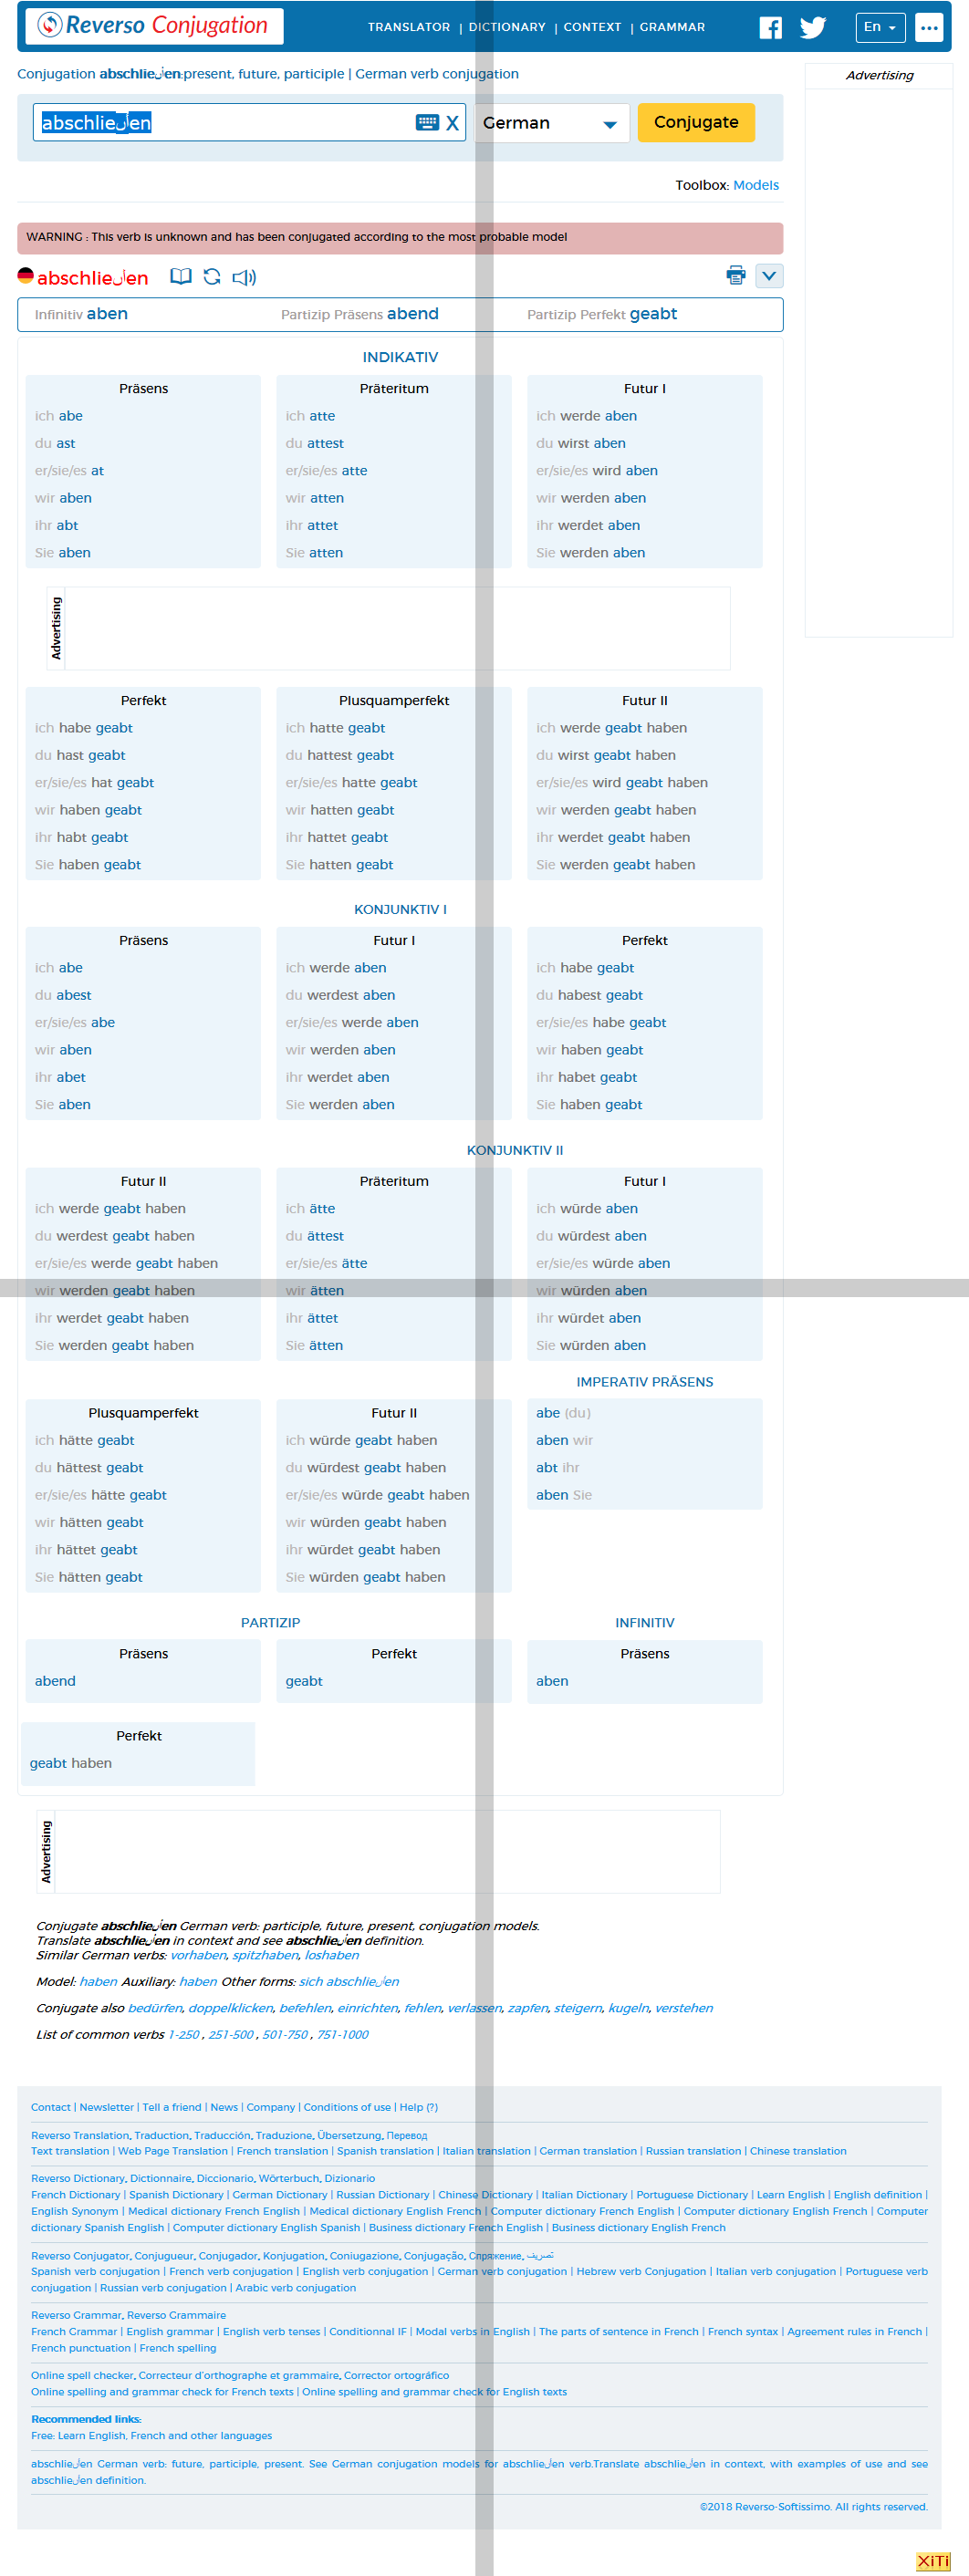 Reverso Conjugation
TRANSLATOR | DICTIONARY | CONTEXT | GRAMMAR
En
Conjugation abschlieأںen:present, future, participle | German verb conjugation
Advertising
abschlieأںen X German Conjugate
Toolbox: Models
WARNING : This verb is unknown and has been conjugated according to the most probable model
abschlieأںen
Infinitiv aben Partizip Präsens abend Partizip Perfekt geabt
INDIKATIV
Präsens
ich abe
du ast
er/sie/es at
wir aben
ihr abt
Sie aben
Präteritum
ich atte
du attest
er/sie/es atte
wir atten
ihr attet
Sie atten
Futur I
ich werde aben
du wirst aben
er/sie/es wird aben
wir werden aben
ihr werdet aben
Sie werden aben
Advertising
Perfekt
ich habe geabt
du hast geabt
er/sie/es hat geabt
wir haben geabt
ihr habt geabt
Sie haben geabt
Plusquamperfekt
ich hatte geabt
du hattest geabt
er/sie/es hatte geabt
wir hatten geabt
ihr hattet geabt
Sie hatten geabt
Futur II
ich werde geabt haben
du wirst geabt haben
er/sie/es wird geabt haben
wir werden geabt haben
ihr werdet geabt haben
Sie werden geabt haben
KONJUNKTIV I
Präsens
ich abe
du abest
er/sie/es abe
wir aben
ihr abet
Sie aben
Futur I
ich werde aben
du werdest aben
er/sie/es werde aben
wir werden aben
ihr werdet aben
Sie werden aben
Perfekt
ich habe geabt
du habest geabt
er/sie/es habe geabt
wir haben geabt
ihr habet geabt
Sie haben geabt
KONJUNKTIV II
Futur II
ich werde geabt haben
du werdest geabt haben
er/sie/es werde geabt haben
wir werden geabt haben
ihr werdet geabt haben
Sie werden geabt haben
Präteritum
ich ätte
du ättest
er/sie/es ätte
wir ätten
ihr ättet
Sie ätten
Futur I
ich würde aben
du würdest aben
er/sie/es würde aben
wir würden aben
ihr würdet aben
Sie würden aben
Plusquamperfekt
ich hätte geabt
du hättest geabt
er/sie/es hätte geabt
wir hätten geabt
ihr hättet geabt
Sie hätten geabt
Futur II
ich würde geabt haben
du würdest geabt haben
er/sie/es würde geabt haben
wir würden geabt haben
ihr würdet geabt haben
Sie würden geabt haben
IMPERATIV PRÄSENS
abe (du)
aben wir
abt ihr
aben Sie
PARTIZIP
Präsens
abend
Perfekt
geabt
INFINITIV
Präsens
aben
Perfekt
geabt haben
Advertising
Conjugate abschlieأںen German verb: participle, future, present, conjugation models.
Translate abschlieأںen in context and see abschlieأںen definition.
Similar German verbs: vorhaben, spitzhaben, loshaben
Model: haben Auxiliary: haben Other forms: sich abschlieأںen
Conjugate also bedürfen, doppelklicken, befehlen, einrichten, fehlen, verlassen, zapfen, steigern, kugeln, verstehen
List of common verbs 1-250 , 251-500 , 501-750 , 751-1000
Contact | Newsletter | Tell a friend | News | Company | Conditions of use | Help (?)
Reverso Translation, Traduction, Traducción, Traduzione, Übersetzung, Перевод
Text translation | Web Page Translation | French translation | Spanish translation | Italian translation | German translation | Russian translation | Chinese translation
Reverso Dictionary, Dictionnaire, Diccionario, Wörterbuch, Dizionario
French Dictionary | Spanish Dictionary | German Dictionary | Russian Dictionary | Chinese Dictionary | Italian Dictionary | Portuguese Dictionary | Learn English | English definition |
English Synonym | Medical dictionary French English | Medical dictionary English French | Computer dictionary French English | Computer dictionary English French | Computer
dictionary Spanish English | Computer dictionary English Spanish | Business dictionary French English | Business dictionary English French
Reverso Conjugator, Conjugueur, Conjugador, Konjugation, Coniugazione, Conjugação, Спряжение, تصريف
Spanish verb conjugation | French verb conjugation | English verb conjugation | German verb conjugation | Hebrew verb Conjugation | Italian verb conjugation | Portuguese verb
conjugation | Russian verb conjugation | Arabic verb conjugation
Reverso Grammar, Reverso Grammaire
French Grammar | English grammar | English verb tenses | Conditionnal IF | Modal verbs in English | The parts of sentence in French | French syntax | Agreement rules in French |
French punctuation | French spelling
Online spell checker, Correcteur d'orthographe et grammaire, Corrector ortográfico
Online spelling and grammar check for French texts | Online spelling and grammar check for English texts
Recommended links:
Free: Learn English, French and other languages
abschlieأںen German verb: future, participle, present. See German conjugation models for abschlieأںen verb.Translate abschlieأںen in context, with examples of use and see
abschlieأںen definition.
©2018 Reverso-Softissimo. All rights reserved.
XiTi